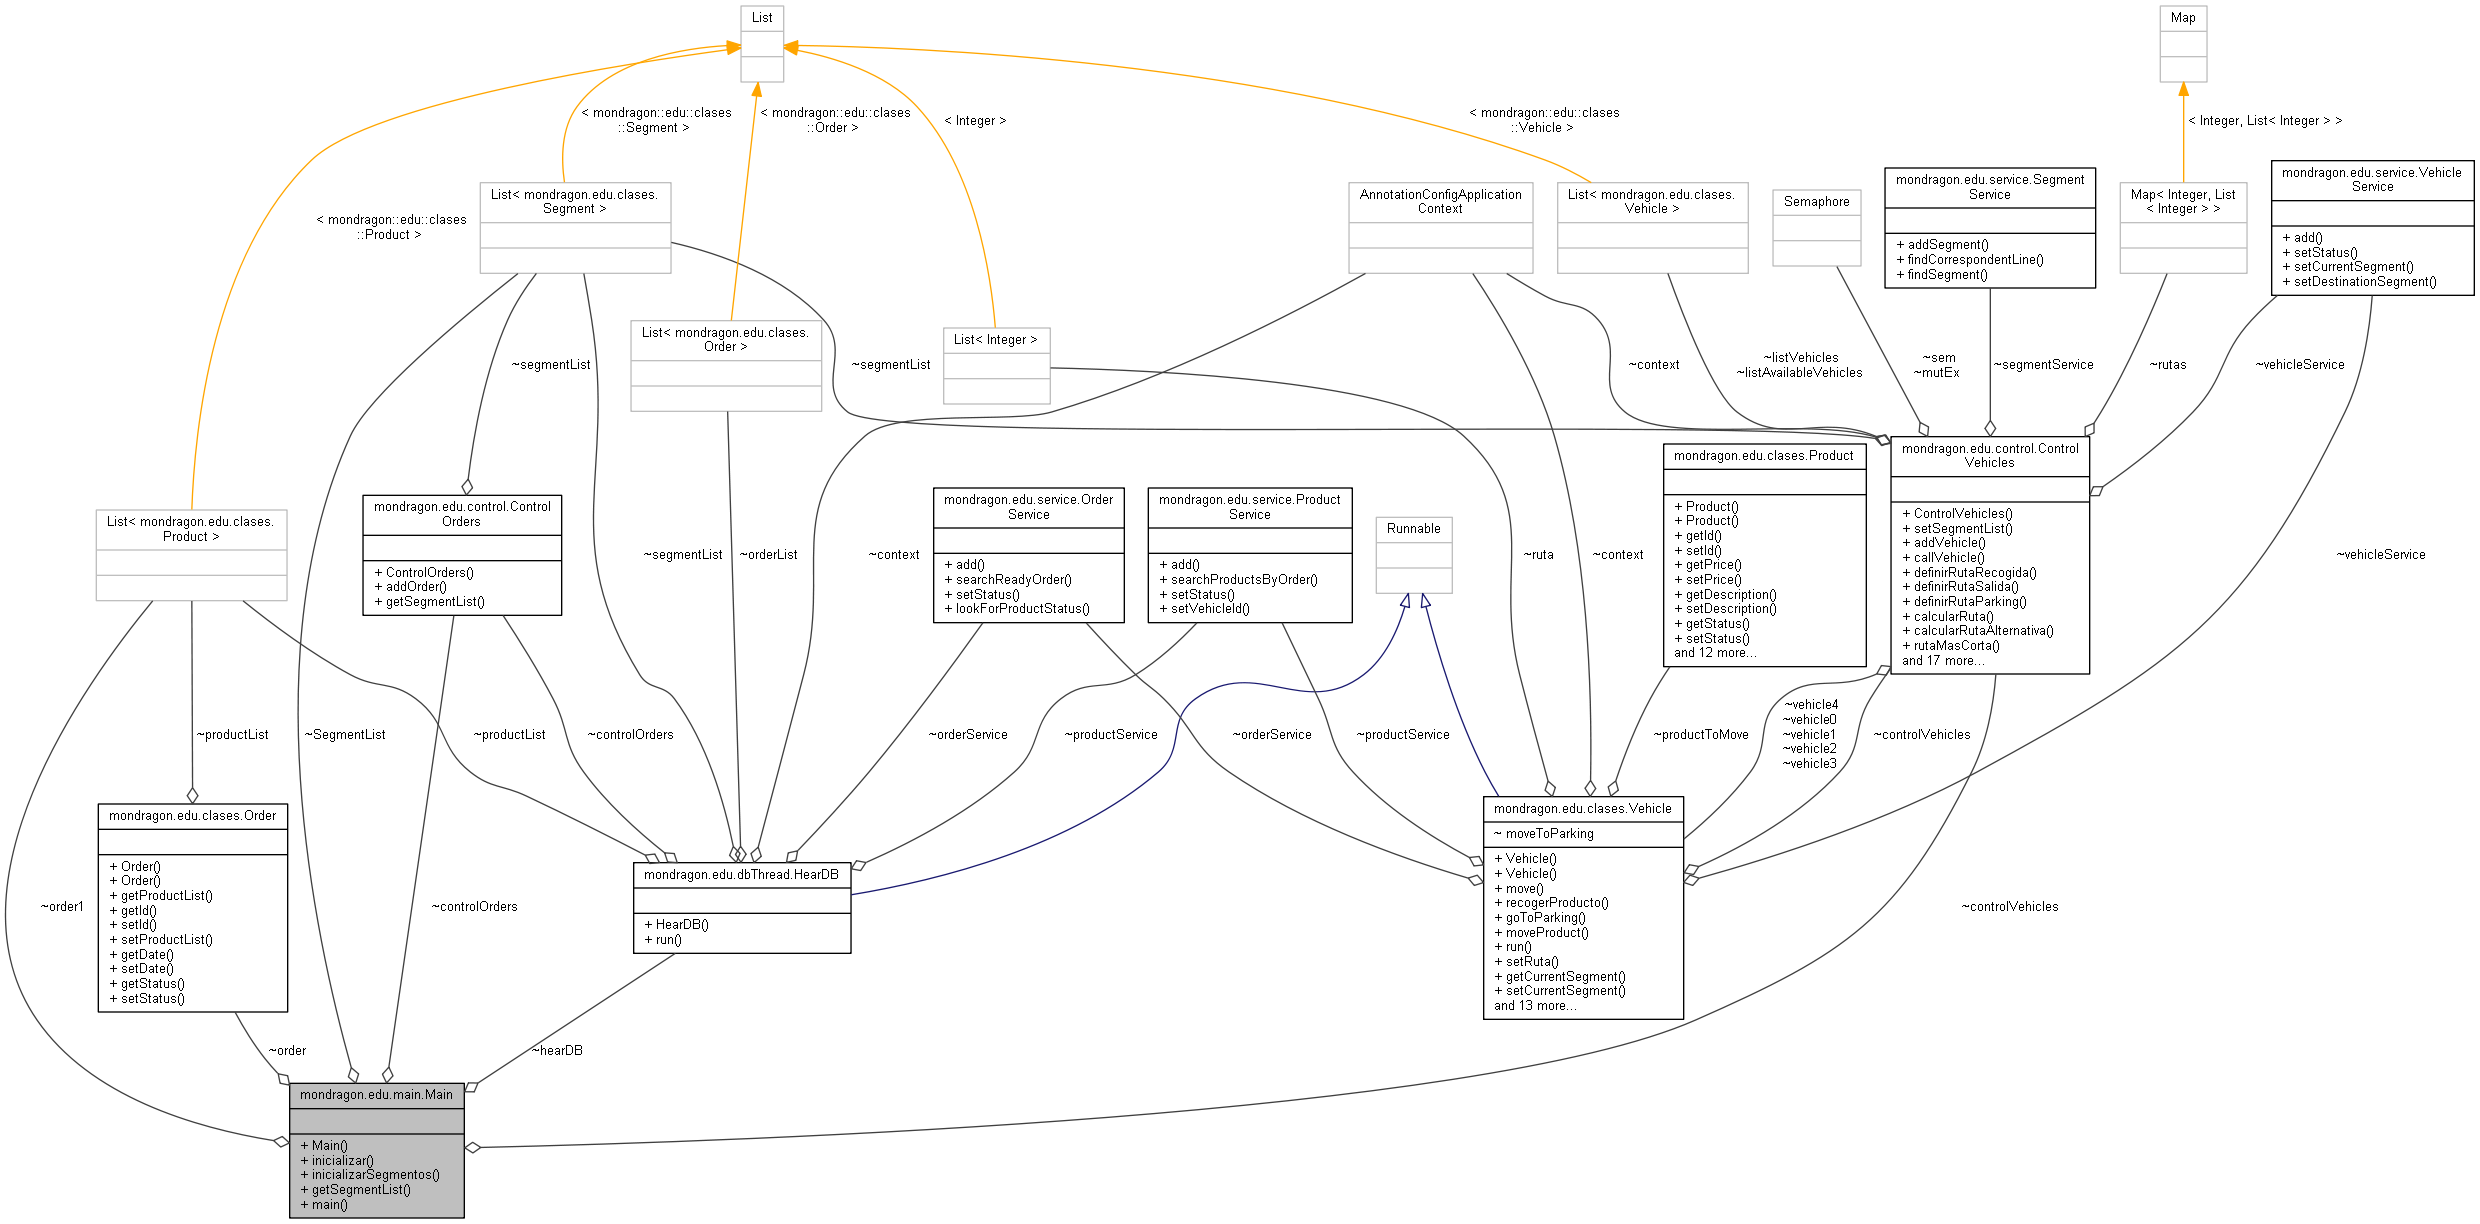 List
Map
< mondragon::edu::clases
::Segment >
< mondragon::edu::clases
::Order >
< Integer >
< mondragon::edu::clases
::Vehicle >
< Integer, List< Integer > >
< mondragon::edu::clases
::Product >
List< mondragon.edu.clases.
Segment >
AnnotationConfigApplication
Context
List< mondragon.edu.clases.
Vehicle >
Semaphore
mondragon.edu.service.Segment
Service
+ addSegment()
+ findCorrespondentLine()
+ findSegment()
Map< Integer, List
< Integer > >
mondragon.edu.service.Vehicle
Service
+ add()
+ setStatus()
+ setCurrentSegment()
+ setDestinationSegment()
List< mondragon.edu.clases.
Order >
List< Integer >
~segmentList
~segmentList
~context
~listVehicles
~listAvailableVehicles
~sem
~mutEx
~segmentService
~rutas
~vehicleService
List< mondragon.edu.clases.
Product >
mondragon.edu.control.Control
Orders
+ ControlOrders()
+ addOrder()
+ getSegmentList()
~segmentList
~orderList
~context
mondragon.edu.service.Order
Service
+ add()
+ searchReadyOrder()
+ setStatus()
+ lookForProductStatus()
mondragon.edu.service.Product
Service
+ add()
+ searchProductsByOrder()
+ setStatus()
+ setVehicleId()
Runnable
~ruta
~context
mondragon.edu.clases.Product
+ Product()
+ Product()
+ getId()
+ setId()
+ getPrice()
+ setPrice()
+ getDescription()
+ setDescription()
+ getStatus()
+ setStatus()
and 12 more...
mondragon.edu.control.Control
Vehicles
+ ControlVehicles()
+ setSegmentList()
+ addVehicle()
+ callVehicle()
+ definirRutaRecogida()
+ definirRutaSalida()
+ definirRutaParking()
+ calcularRuta()
+ calcularRutaAlternativa()
+ rutaMasCorta()
and 17 more...
~vehicleService
~productList
~SegmentList
~productList
~controlOrders
~orderService
~productService
~orderService
~productService
~productToMove
~vehicle4
~vehicle0
~vehicle1
~vehicle2
~vehicle3
~controlVehicles
mondragon.edu.clases.Order
+ Order()
+ Order()
+ getProductList()
+ getId()
+ setId()
+ setProductList()
+ getDate()
+ setDate()
+ getStatus()
+ setStatus()
~order1
~controlOrders
mondragon.edu.dbThread.HearDB
+ HearDB()
+ run()
mondragon.edu.clases.Vehicle
~ moveToParking
+ Vehicle()
+ Vehicle()
+ move()
+ recogerProducto()
+ goToParking()
+ moveProduct()
+ run()
+ setRuta()
+ getCurrentSegment()
+ setCurrentSegment()
and 13 more...
~controlVehicles
~order
~hearDB
mondragon.edu.main.Main
+ Main()
+ inicializar()
+ inicializarSegmentos()
+ getSegmentList()
+ main()